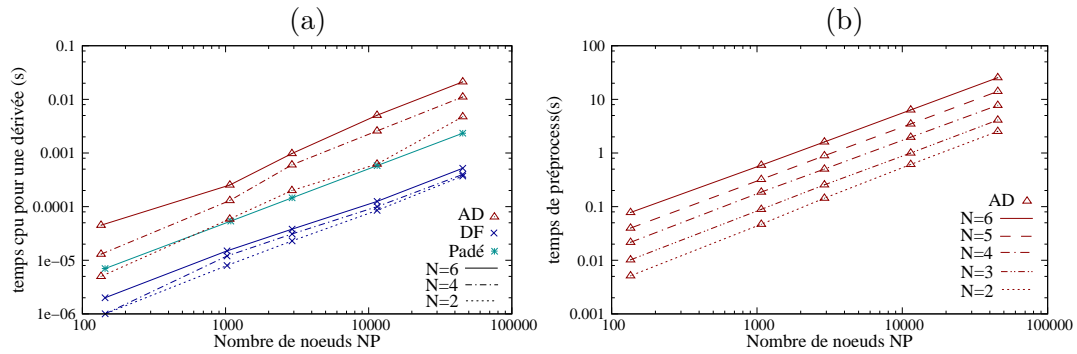 (a)
temps cpu pour une dérivée (s)
0.1
0.01
0.001
0.0001
1e-05
1e-06
100
1000
10000
100000
Nombre de noeuds NP
AD
DF
Padé
N=6
N=4
N=2
(b)
temps de préprocess(s)
100
10
1
0.1
0.01
0.001
100
1000
10000
100000
Nombre de noeuds NP
AD
N=6
N=5
N=4
N=3
N=2